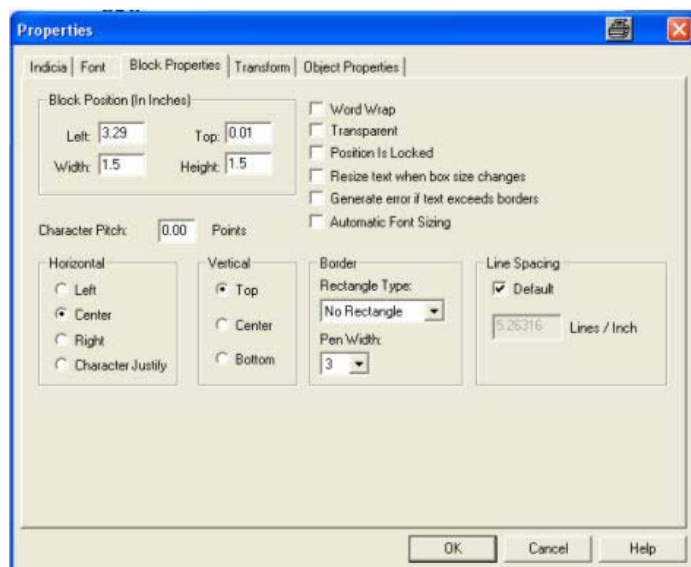 Properties
Indicia Font Block Properties Transform Object Properties
Block Position (In Inches)
Left: 3.29 Top: 0.01
Width: 1.5 Height: 1.5
Word Wrap
Transparent
Position Is Locked
Resize text when box size changes
Generate error if text exceeds borders
Automatic Font Sizing
Character Pitch: 0.00 Points
Horizontal
Left
Center
Right
Character Justify
Vertical
Top
Center
Bottom
Border
Rectangle Type:
No Rectangle
Pen Width:
3
Line Spacing
Default
5.26316 Lines / Inch
OK Cancel Help